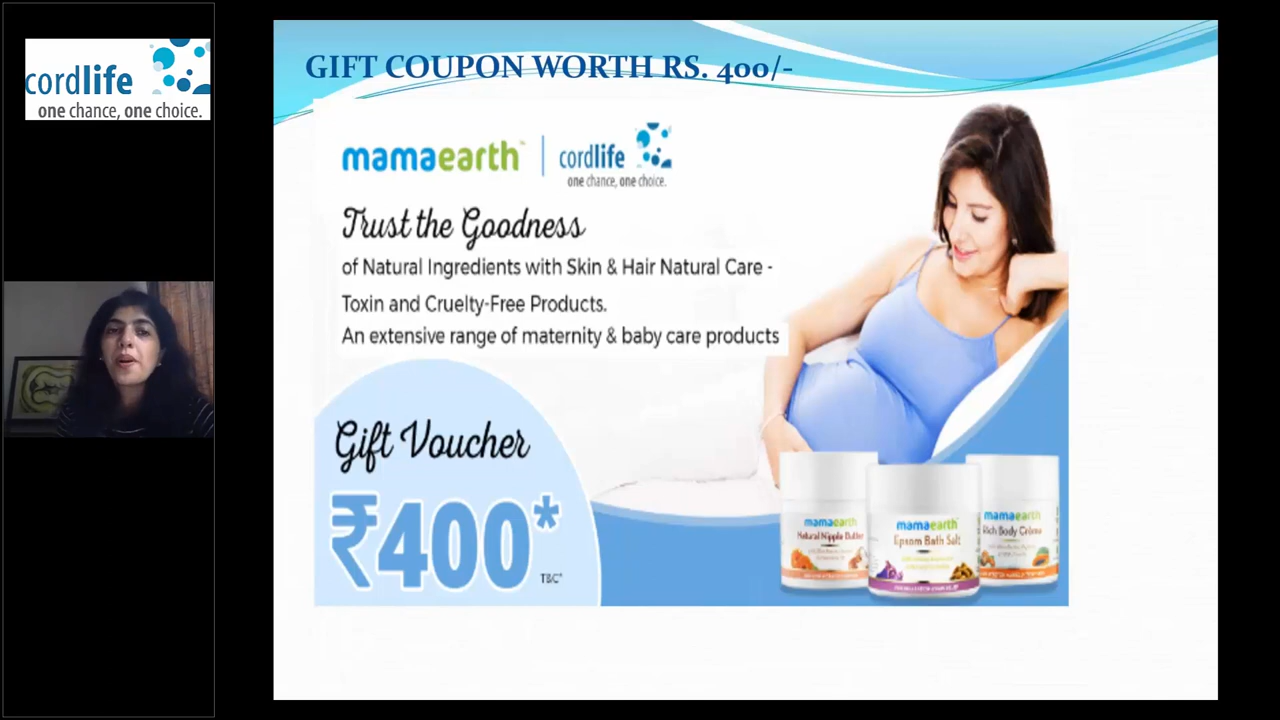 cordlife
one chance, one choice.
GIFT COUPON WORTH RS. 400/-
mamaearth™ | cordlife
one chance, one choice.
Trust the Goodness
of Natural Ingredients with Skin & Hair Natural Care -
Toxin and Cruelty-Free Products.
An extensive range of maternity & baby care products
Gift Voucher
₹400*
T&C*
mamaearth
Natural Nipple Butter
mamaearth
Epsom Bath Salt
mamaearth
Rich Body Crème